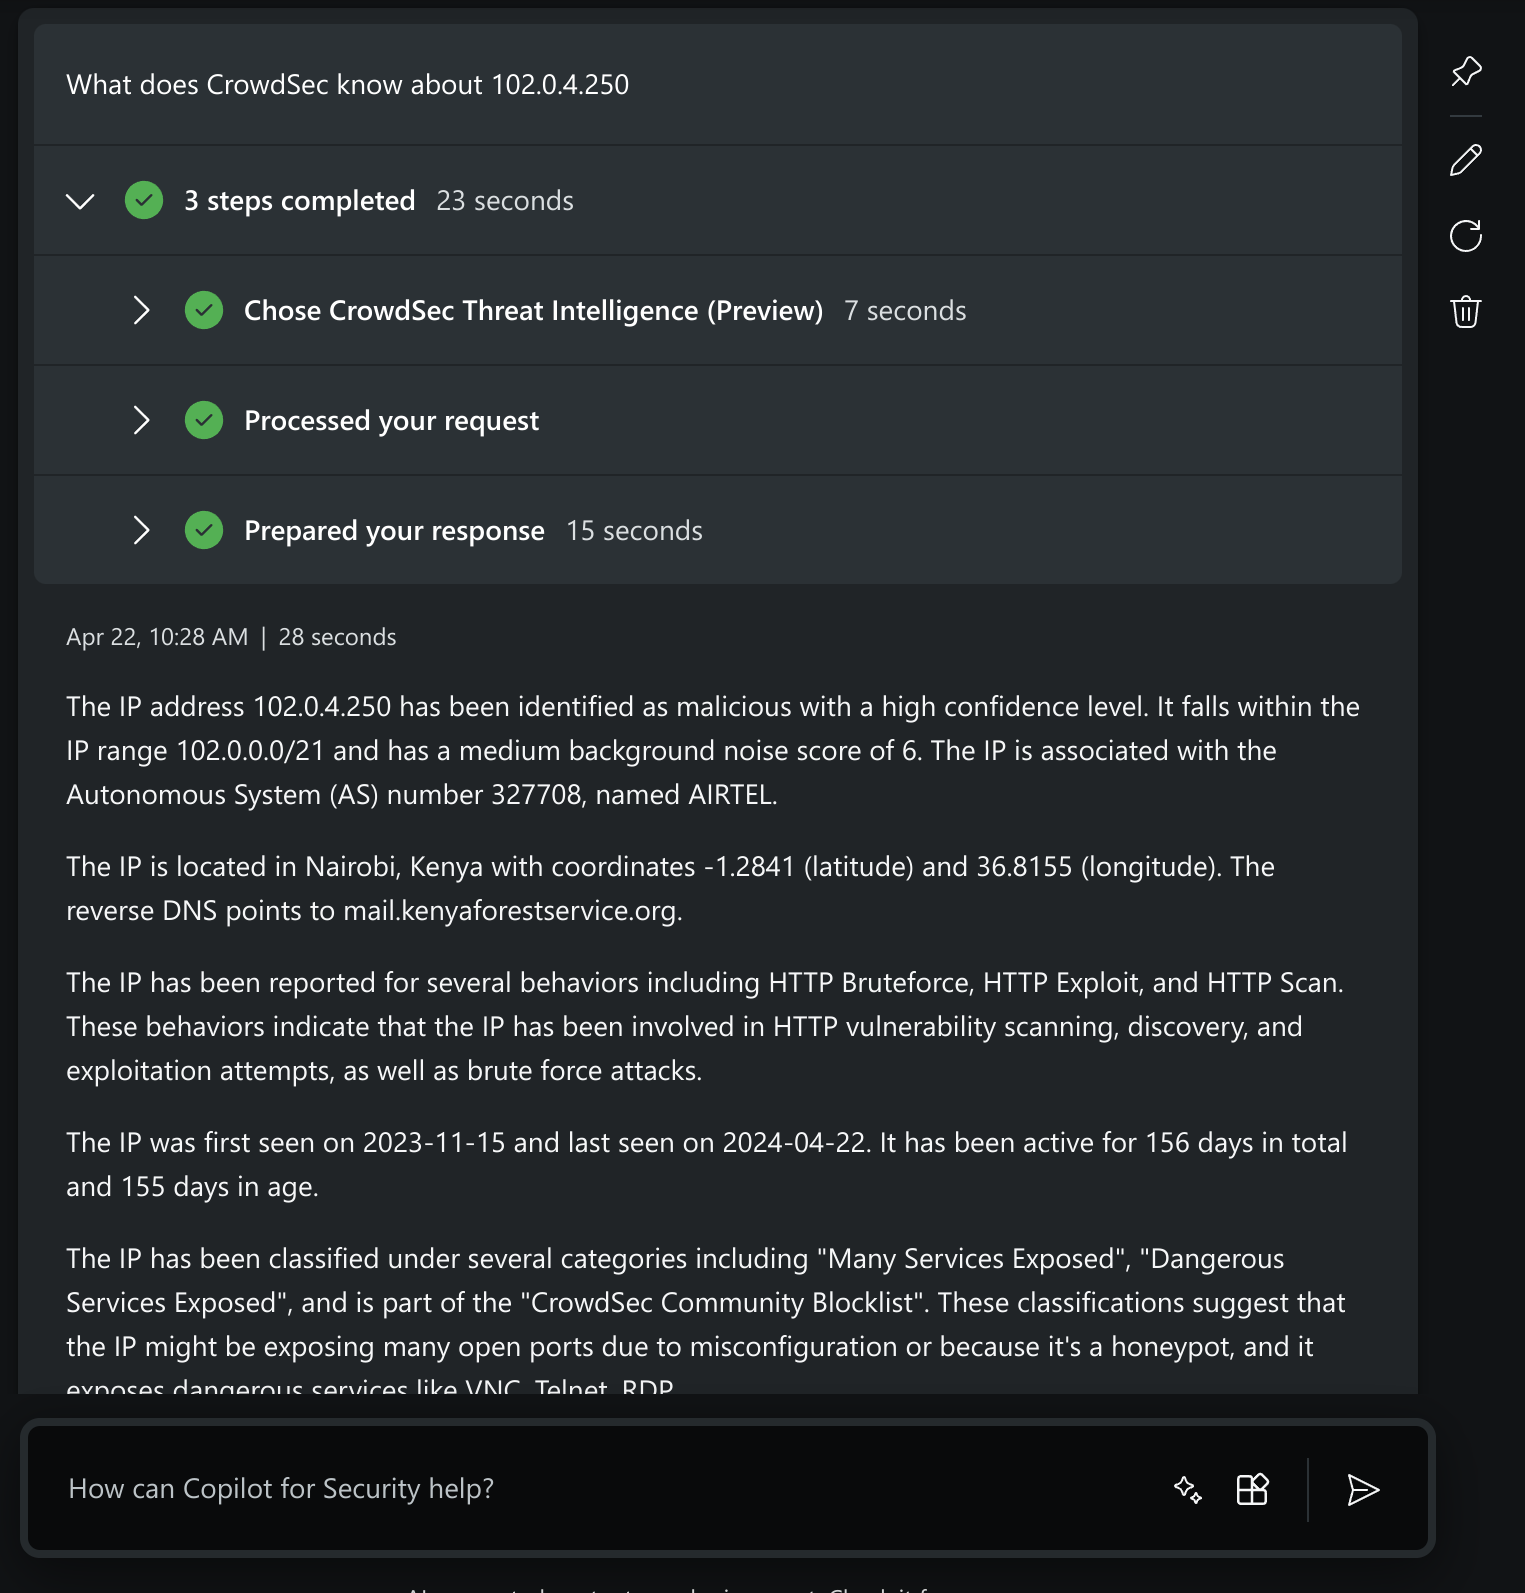 What does CrowdSec know about 102.0.4.250
3 steps completed 23 seconds
Chose CrowdSec Threat Intelligence (Preview) 7 seconds
Processed your request
Prepared your response 15 seconds
Apr 22, 10:28 AM | 28 seconds
The IP address 102.0.4.250 has been identified as malicious with a high confidence level. It falls within the
IP range 102.0.0.0/21 and has a medium background noise score of 6. The IP is associated with the
Autonomous System (AS) number 327708, named AIRTEL.
The IP is located in Nairobi, Kenya with coordinates -1.2841 (latitude) and 36.8155 (longitude). The
reverse DNS points to mail.kenyaforestservice.org.
The IP has been reported for several behaviors including HTTP Bruteforce, HTTP Exploit, and HTTP Scan.
These behaviors indicate that the IP has been involved in HTTP vulnerability scanning, discovery, and
exploitation attempts, as well as brute force attacks.
The IP was first seen on 2023-11-15 and last seen on 2024-04-22. It has been active for 156 days in total
and 155 days in age.
The IP has been classified under several categories including "Many Services Exposed", "Dangerous
Services Exposed", and is part of the "CrowdSec Community Blocklist". These classifications suggest that
the IP might be exposing many open ports due to misconfiguration or because it's a honeypot, and it
exposes dangerous services like VNC, Telnet, RDP
How can Copilot for Security help?